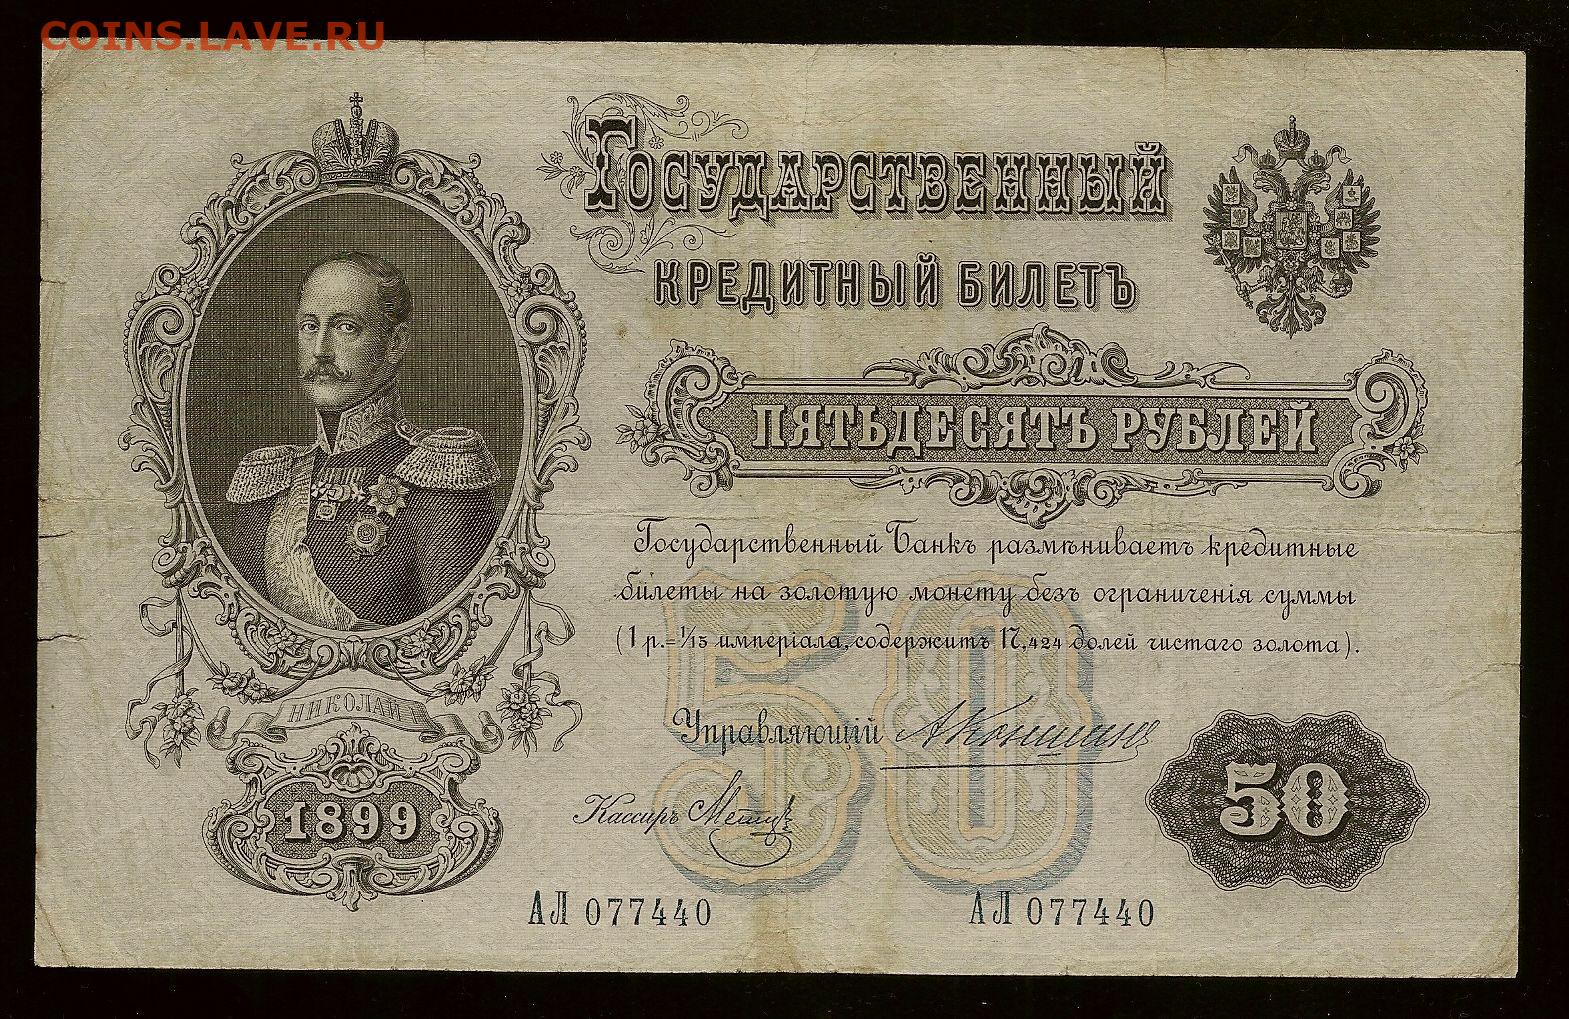 COINS.LAVE.RU
ГОСУДАРСТВЕННЫЙ
КРЕДИТНЫЙ БИЛЕТЪ
ПЯТЬДЕСЯТЪ РУБЛЕЙ
Государственный Банкъ размѣниваетъ кредитные
билеты на золотую монету безъ ограниченія суммы
(1 р.=1/15 имперіала, содержитъ 17,424 долей чистаго золота).
НИКОЛАЙ I
Управляющій АКоншинъ
50
1899
50
Кассиръ
АЛ 077440 АЛ 077440